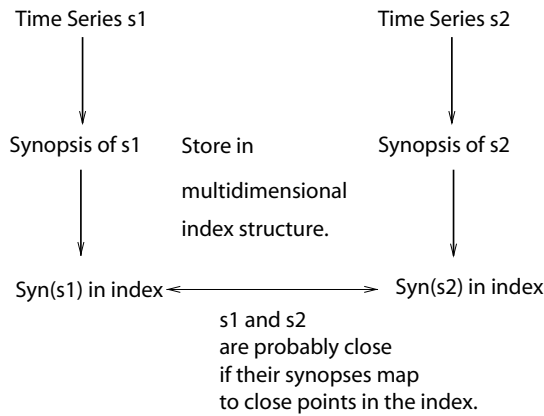 Time Series s1
Time Series s2
Synopsis of s1
Store in
Synopsis of s2
multidimensional
index structure.
Syn(s1) in index
Syn(s2) in index
s1 and s2
are probably close
if their synopses map
to close points in the index.